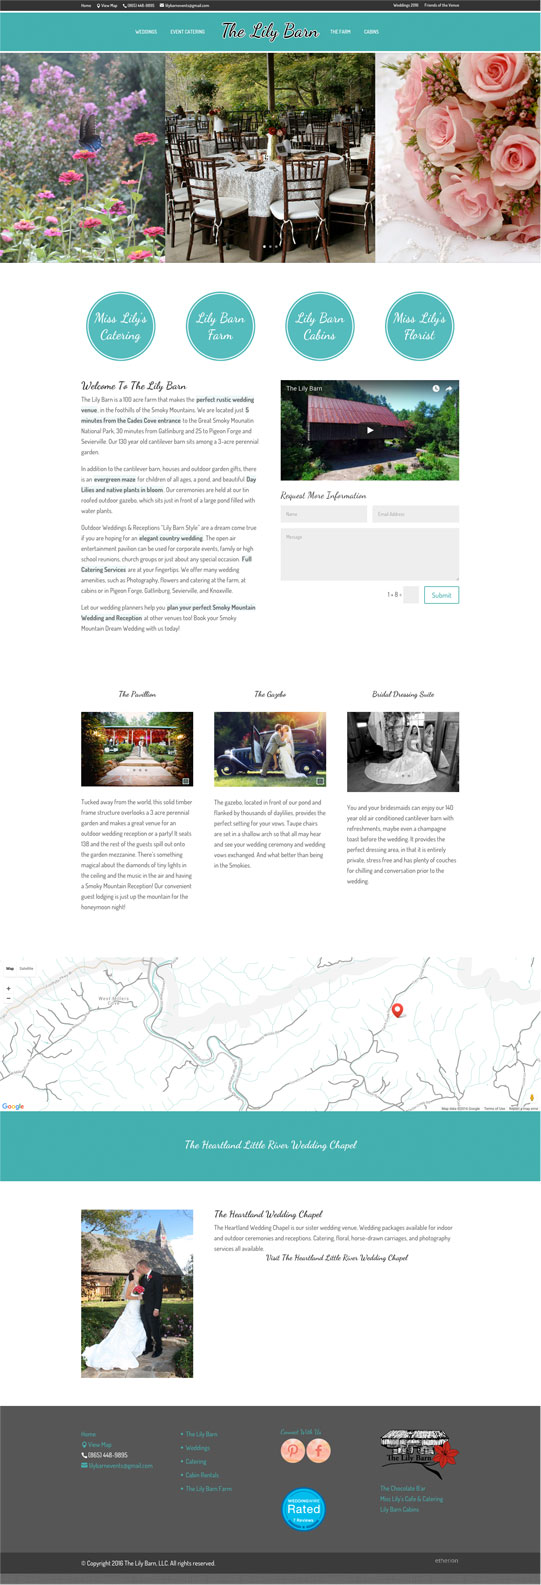 Home View Map (865) 448-9895 lilybarnevents@gmail.com Weddings 2016 Friends of the Venue
WEDDINGS EVENT CATERING The Lily Barn THE FARM CABINS
Miss Lily's Catering
Lily Barn Farm
Lily Barn Cabins
Miss Lily's Florist
Welcome To The Lily Barn
The Lily Barn is a 100 acre farm that makes the perfect rustic wedding
venue, in the foothills of the Smoky Mountains. We are located just 5
minutes from the Cades Cove entrance to the Great Smoky Mounatin
National Park, 30 minutes from Gatlinburg and 25 to Pigeon Forge and
Sevierville. Our 130 year old cantilever barn sits among a 3-acre perennial
garden.
In addition to the cantilever barn, houses and outdoor garden gifts, there
is an evergreen maze for children of all ages, a pond, and beautiful Day
Lilies and native plants in bloom. Our ceremonies are held at our tin
roofed outdoor gazebo, which sits just in front of a large pond filled with
water plants.
Outdoor Weddings & Receptions "Lily Barn Style" are a dream come true
if you are hoping for an elegant country wedding. The open air
entertainment pavilion can be used for corporate events, family or high
school reunions, church groups or just about any special occasion. Full
Catering Services are at your fingertips. We offer many wedding
amenities, such as Photography, flowers and catering at the farm, at
cabins or in Pigeon Forge, Gatlinburg, Sevierville, and Knoxville.
Let our wedding planners help you plan your perfect Smoky Mountain
Wedding and Reception at other venues too! Book your Smoky
Mountain Dream Wedding with us today!
The Lily Barn
Request More Information
Name Email Address
Message
1 + 8 = Submit
The Pavillion
Tucked away from the world, this solid timber
frame structure overlooks a 3 acre perennial
garden and makes a great venue for an
outdoor wedding reception or a party! It seats
138 and the rest of the guests spill out onto
the garden mezzanine. There's something
magical about the diamonds of tiny lights in
the ceiling and the music in the air and having
a Smoky Mountain Reception! Our convenient
guest lodging is just up the mountain for the
honeymoon night!
The Gazebo
The gazebo, located in front of our pond and
flanked by thousands of daylilies, provides the
perfect setting for your vows. Taupe chairs
are set in a shallow arch so that all may hear
and see your wedding ceremony and wedding
vows exchanged. And what better than being
in the Smokies.
Bridal Dressing Suite
You and your bridesmaids can enjoy our 140
year old air conditioned cantilever barn with
refreshments, maybe even a champagne
toast before the wedding. It provides the
perfect dressing area, in that it is entirely
private, stress free and has plenty of couches
for chilling and conversation prior to the
wedding.
Map Satellite
+
−
West Millers
Cove
Google Map data ©2016 Google Terms of Use Report a map error
The Heartland Little River Wedding Chapel
The Heartland Wedding Chapel
The Heartland Wedding Chapel is our sister wedding venue. Wedding packages available for indoor
and outdoor ceremonies and receptions. Catering, floral, horse-drawn carriages, and photography
services all available.
Visit The Heartland Little River Wedding Chapel
Home
View Map
(865) 448-9895
lilybarnevents@gmail.com
The Lily Barn
Weddings
Catering
Cabin Rentals
The Lily Barn Farm
Connect With Us
WEDDINGWIRE
Rated
7 Reviews
The Lily Barn
The Chocolate Bar
Miss Lily's Cafe & Catering
Lily Barn Cabins
© Copyright 2016 The Lily Barn, LLC. All rights reserved.